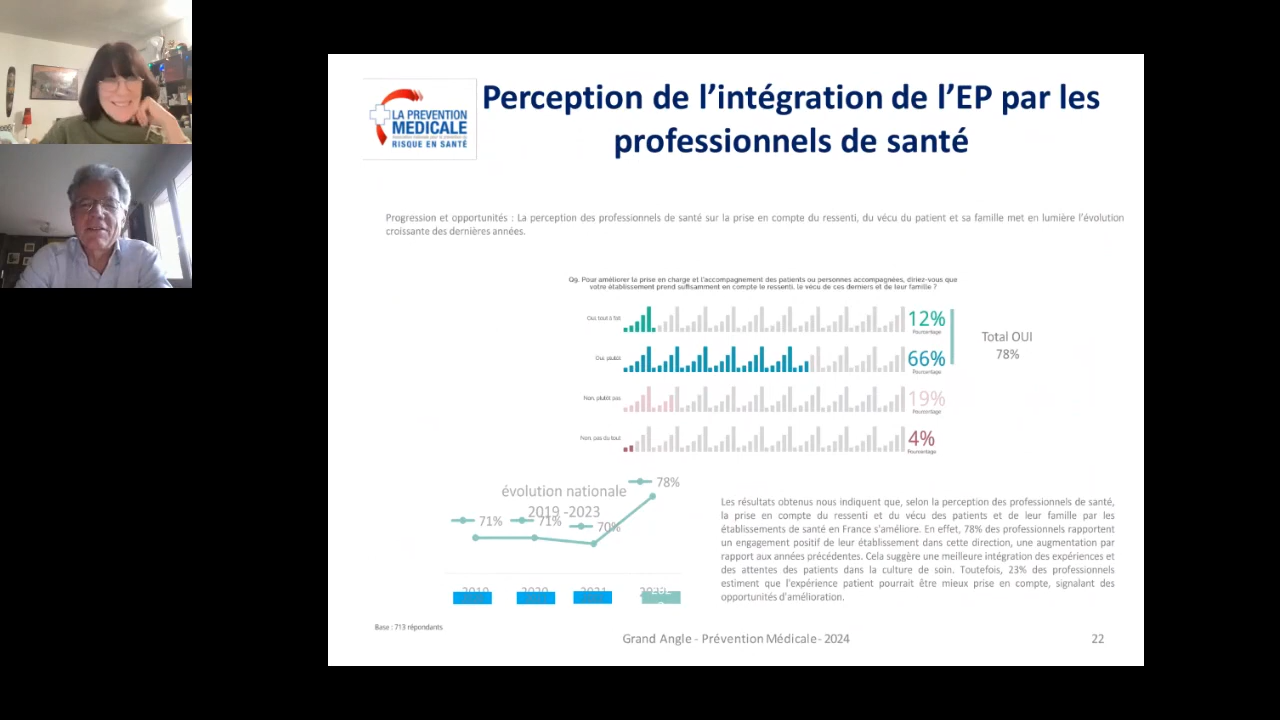 LA PREVENTION
MEDICALE
RISQUE EN SANTÉ
Perception de l'intégration de l'EP par les
professionnels de santé
Progression et opportunités : La perception des professionnels de santé sur la prise en compte du ressenti, du vécu du patient et sa famille met en lumière l'évolution
croissante des dernières années.
Q9. Pour améliorer la prise en charge et l'accompagnement des patients ou personnes accompagnées, diriez-vous que
votre établissement prend suffisamment en compte le ressenti, le vécu de ces derniers et de leur famille ?
Oui tout à fait
12%
Pourcentage
Oui, plutôt
66%
Pourcentage
Non, plutôt pas
19%
Pourcentage
Non, pas du tout
4%
Pourcentage
Total OUI
78%
évolution nationale
2019 -2023
71%
71%
70%
78%
2019
2020
2021
Les résultats obtenus nous indiquent que, selon la perception des professionnels de santé,
la prise en compte du ressenti et du vécu des patients et de leur famille par les
établissements de santé en France s'améliore. En effet, 78% des professionnels rapportent
un engagement positif de leur établissement dans cette direction, une augmentation par
rapport aux années précédentes. Cela suggère une meilleure intégration des expériences et
des attentes des patients dans la culture de soin. Toutefois, 23% des professionnels
estiment que l'expérience patient pourrait être mieux prise en compte, signalant des
opportunités d'amélioration.
Base : 713 répondants
Grand Angle - Prévention Médicale- 2024
22